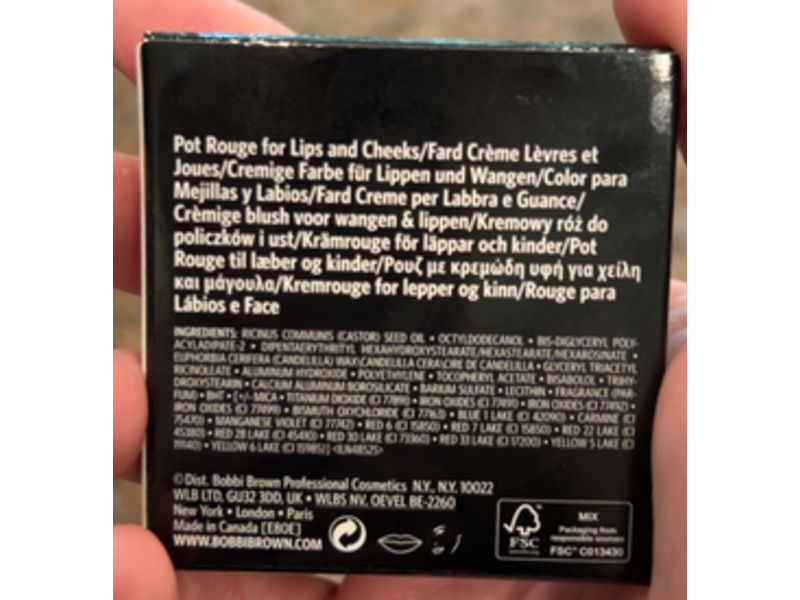 Pot Rouge for Lips and Cheeks/Fard Crème Lèvres et
Joues/Cremige Farbe für Lippen und Wangen/Color para
Mejillas y Labios/Fard Creme per Labbra e Guance/
Crèmige blush voor wangen & lippen/Kremowy róż do
policzków i ust/Krämrouge för läppar och kinder/Pot
Rouge til læber og kinder/Ρουζ με κρεμώδη υφή για χείλη
και μάγουλα/Kremrouge for lepper og kinn/Rouge para
Lábios e Face
INGREDIENTS: RICINUS COMMUNIS (CASTOR) SEED OIL • OCTYLDODECANOL • BIS-DIGLYCERYL POLY-
ACYLADIPATE-2 • DIPENTAERYTHRITYL HEXAHYDROXYSTEARATE/HEXASTEARATE/HEXAROSINATE •
EUPHORBIA CERIFERA (CANDELILLA) WAX\CANDELILLA CERA\CIRE DE CANDELILLA • GLYCERYL TRIACETYL
RICINOLEATE • ALUMINUM HYDROXIDE • POLYETHYLENE • TOCOPHERYL ACETATE • BISABOLOL • TRIHY-
DROXYSTEARIN • CALCIUM ALUMINUM BOROSILICATE • BARIUM SULFATE • LECITHIN • FRAGRANCE (PAR-
FUM) • BHT • [+/- MICA • TITANIUM DIOXIDE (CI 77891) • IRON OXIDES (CI 77491) • IRON OXIDES (CI 77492) •
IRON OXIDES (CI 77499) • BISMUTH OXYCHLORIDE (CI 77163) • BLUE 1 LAKE (CI 42090) • CARMINE (CI
75470) • MANGANESE VIOLET (CI 77742) • RED 6 (CI 15850) • RED 7 LAKE (CI 15850) • RED 22 LAKE (CI
45380) • RED 28 LAKE (CI 45410) • RED 30 LAKE (CI 73360) • RED 33 LAKE (CI 17200) • YELLOW 5 LAKE (CI
19140) • YELLOW 6 LAKE (CI 15985)]
©Dist. Bobbi Brown Professional Cosmetics N.Y., N.Y. 10022
WLB LTD, GU32 3DD, UK • WLBS NV, OEVEL BE-2260
New York • London • Paris
Made in Canada [E80E]
WWW.BOBBIBROWN.COM
FSC
MIX
Packaging from
responsible sources
FSC™ C013430